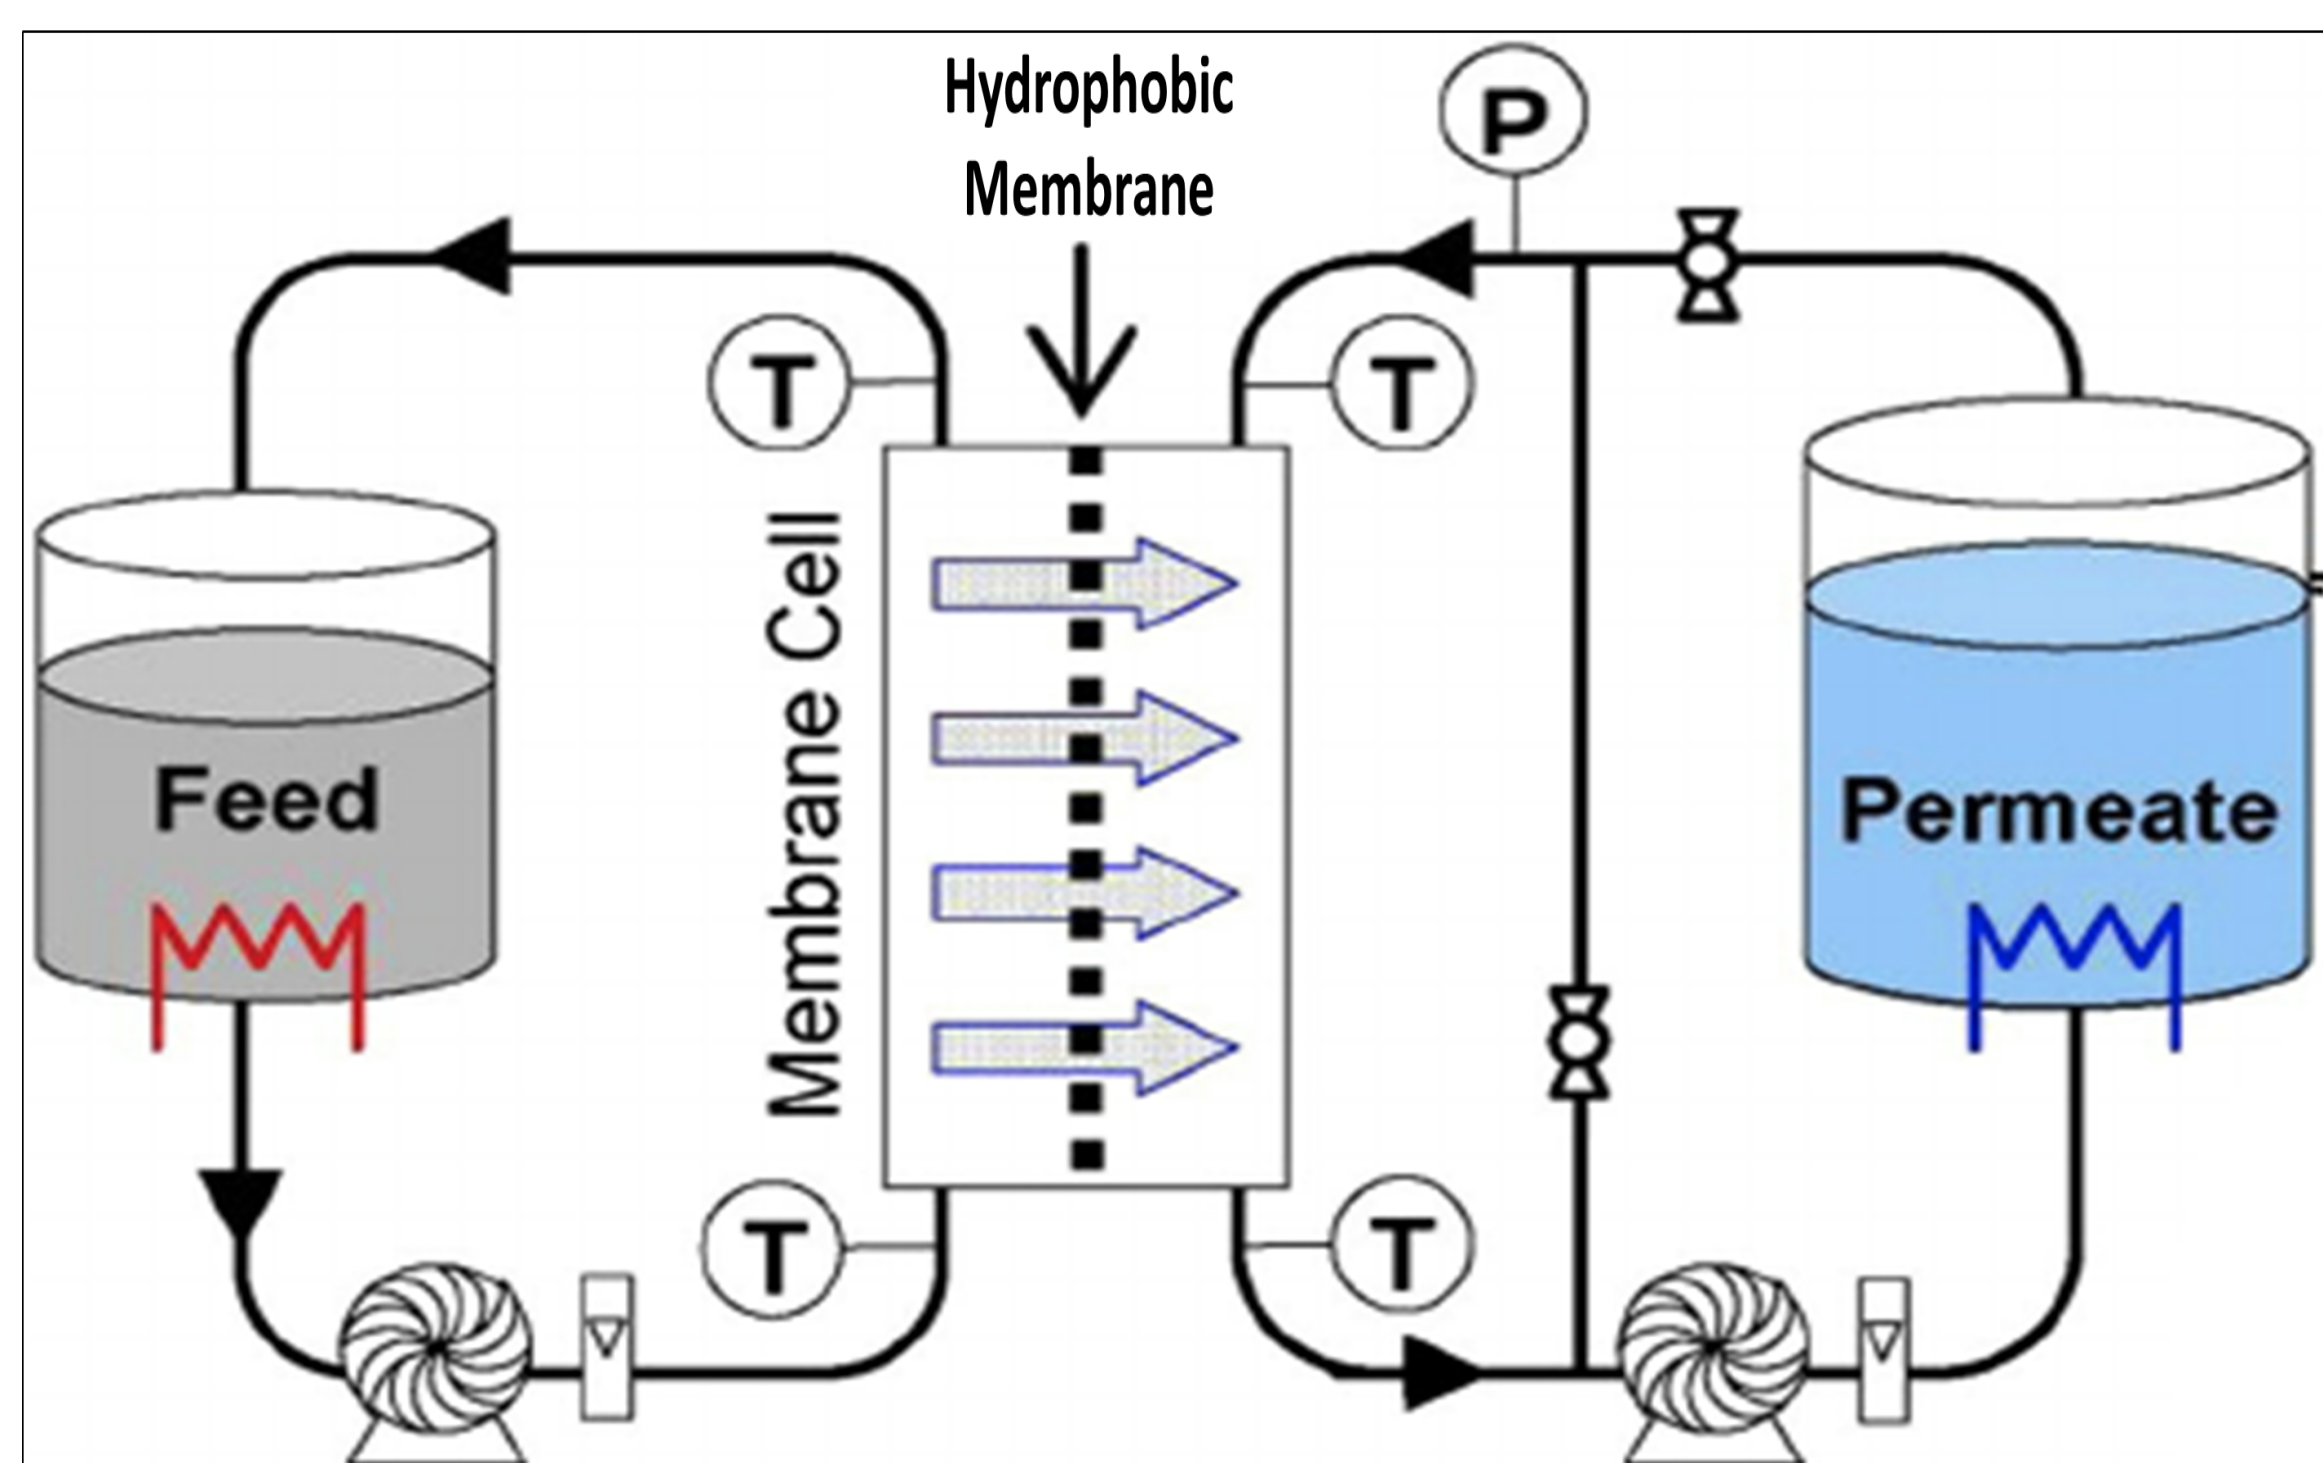 Hydrophobic
Membrane
P
T
T
Membrane Cell
Feed
Permeate
T
T